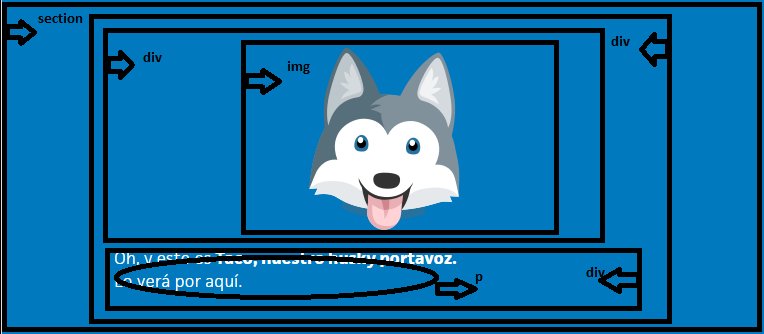 section
div
div
img
Oh, y este es Taco, nuestro husky portavoz.
Lo verá por aquí.
p
div